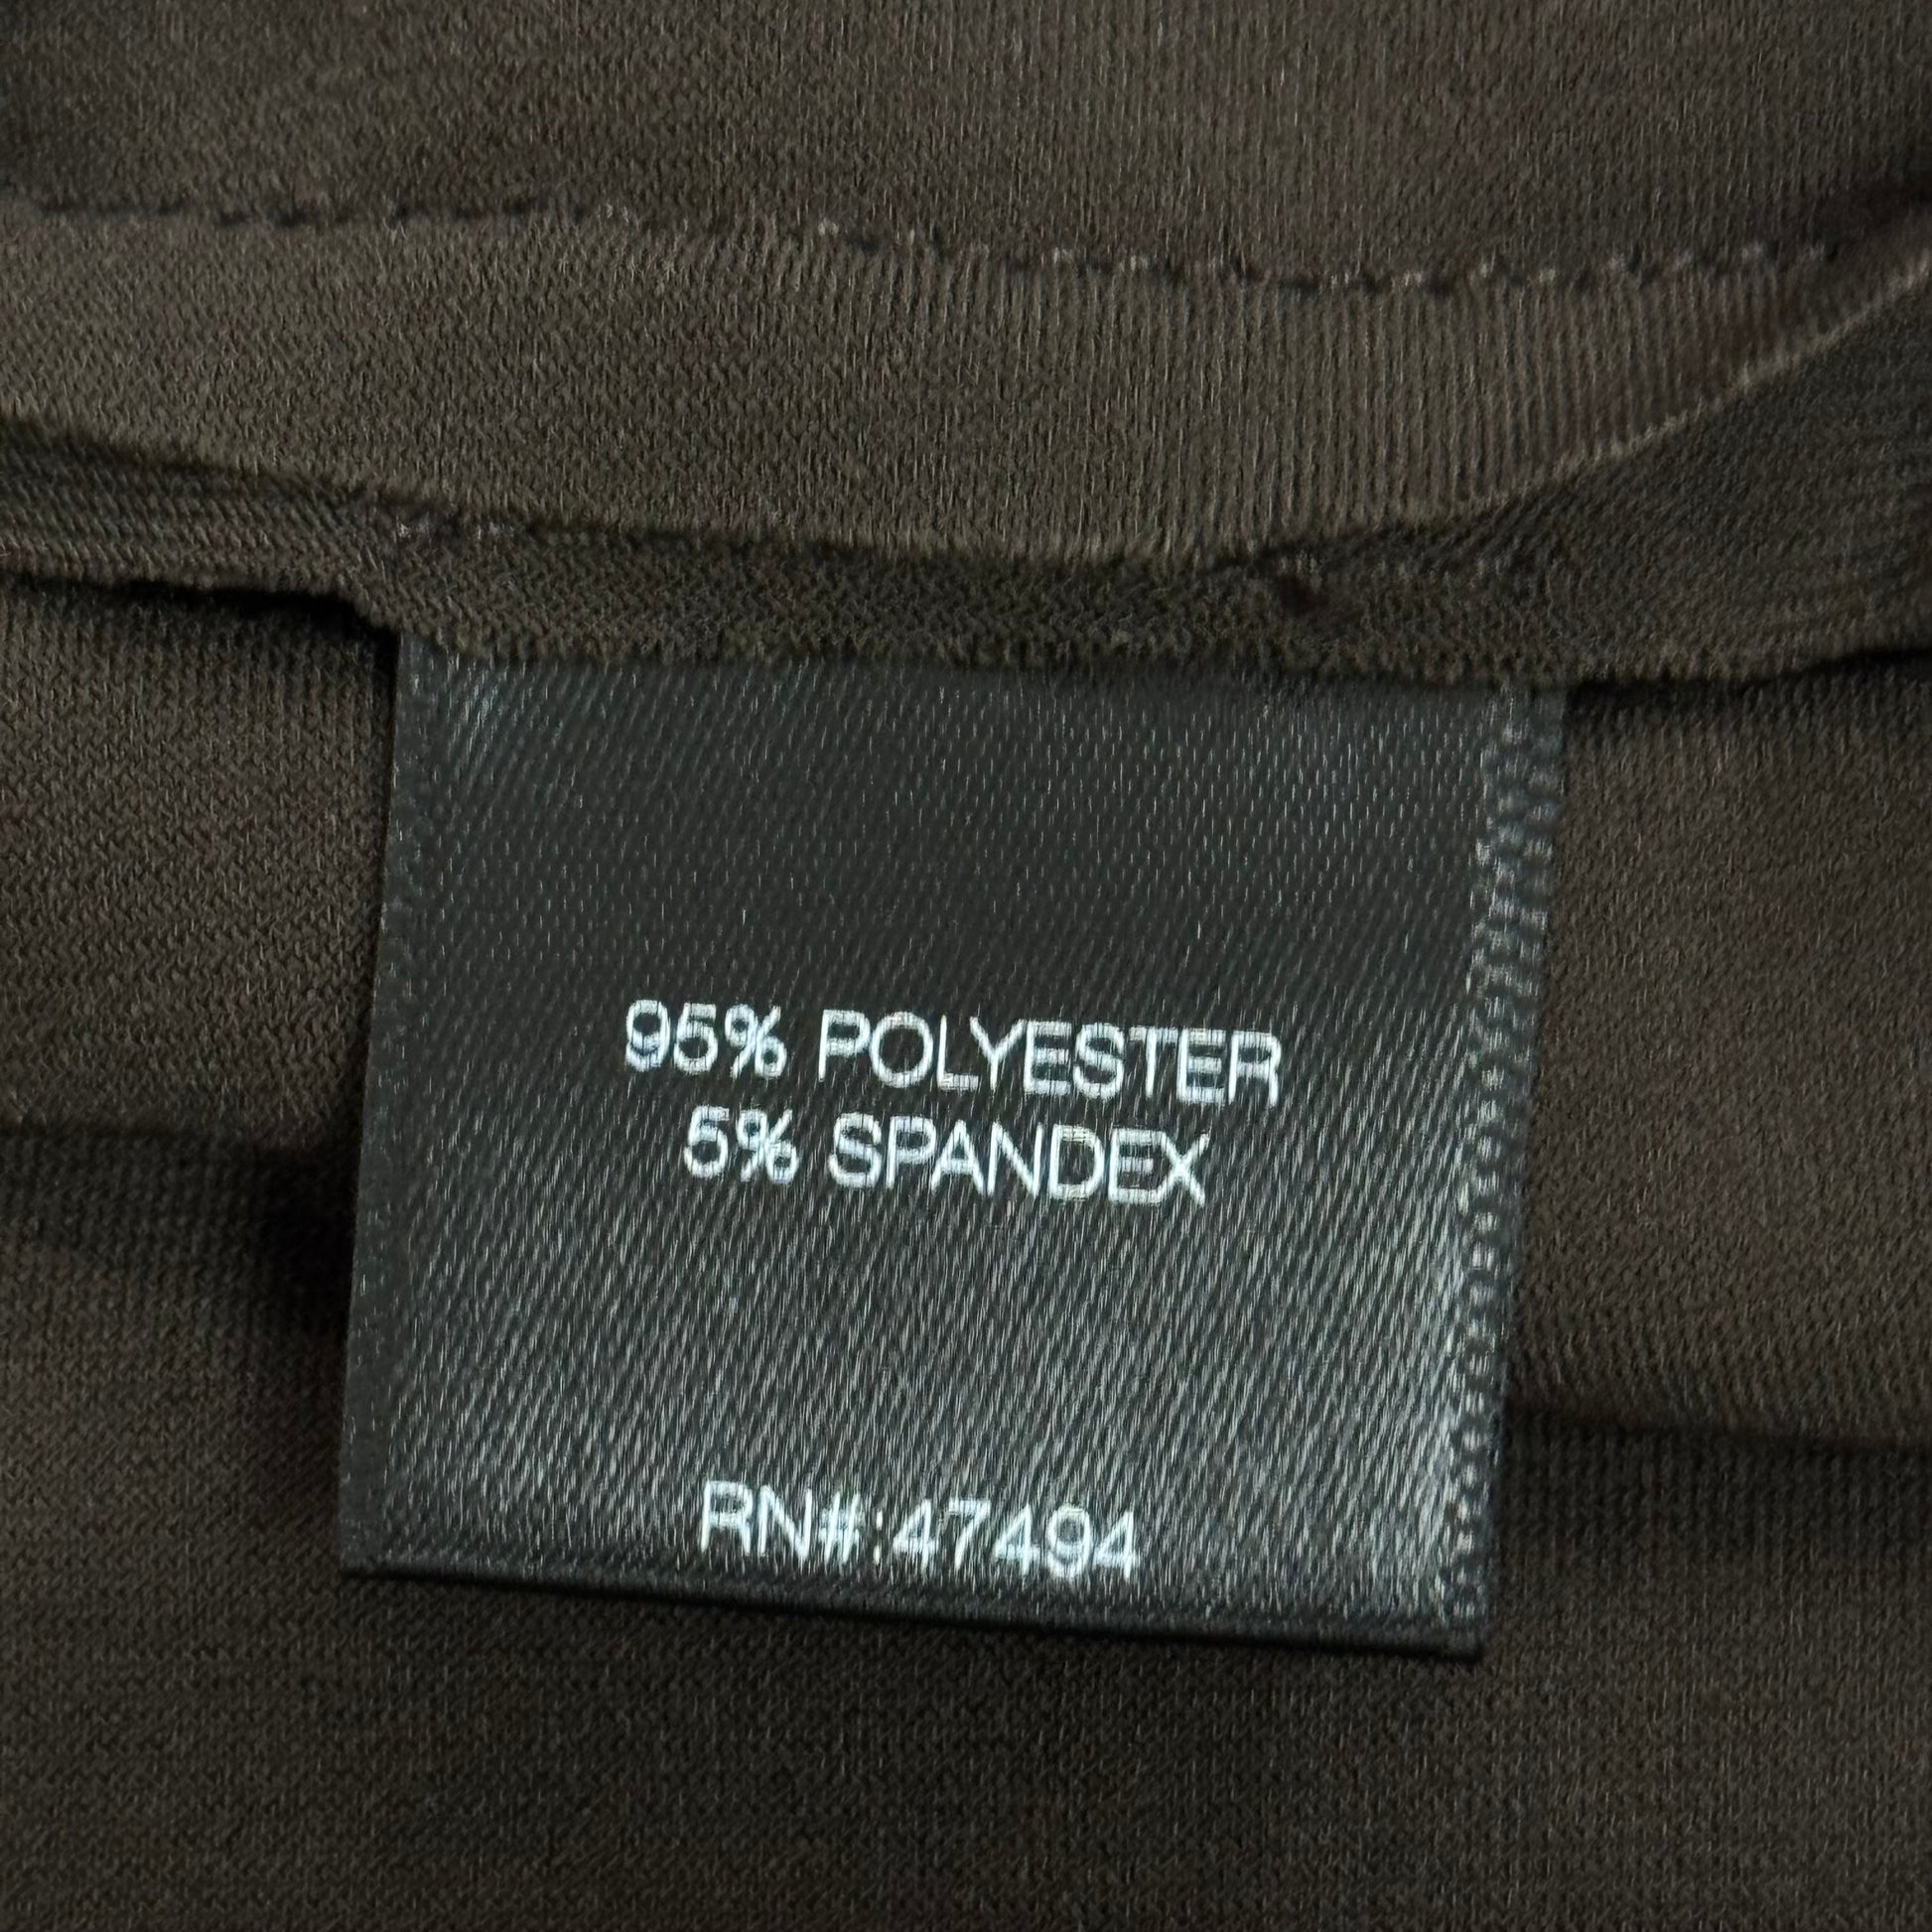 95% POLYESTER
5% SPANDEX
RN#:47494